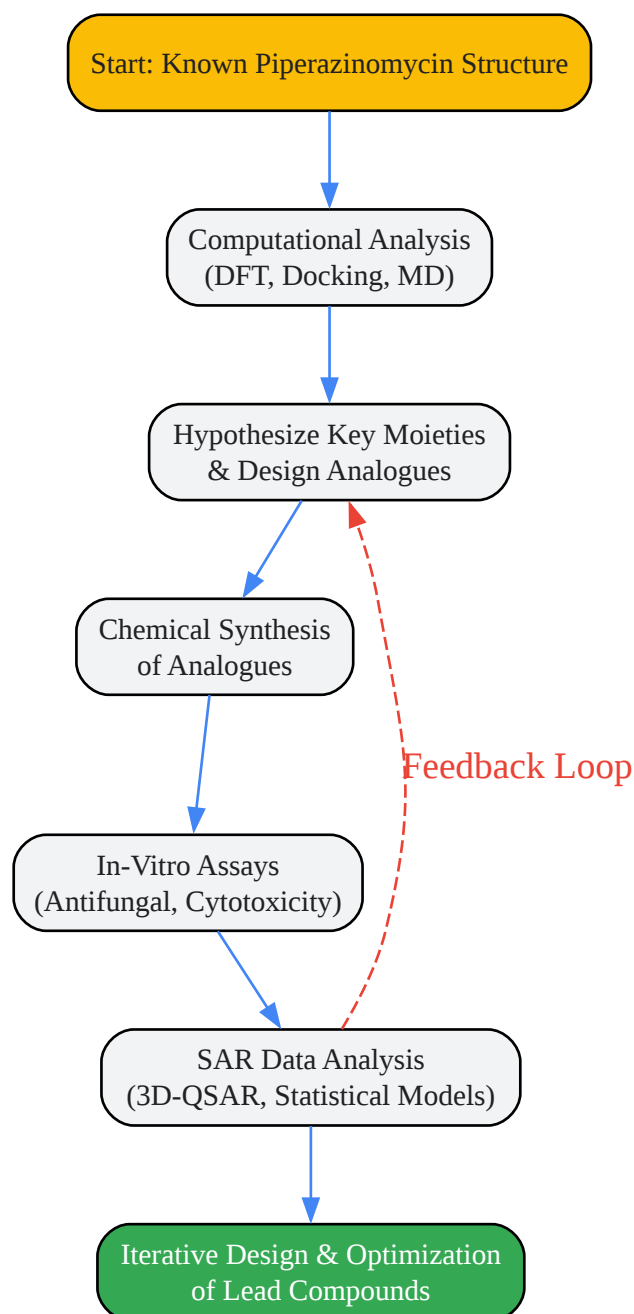 Start: Known Piperazinomycin Structure
Computational Analysis
(DFT, Docking, MD)
Hypothesize Key Moieties
& Design Analogues
Chemical Synthesis
of Analogues
Feedback Loop
In-Vitro Assays
(Antifungal, Cytotoxicity)
SAR Data Analysis
(3D-QSAR, Statistical Models)
Iterative Design & Optimization
of Lead Compounds